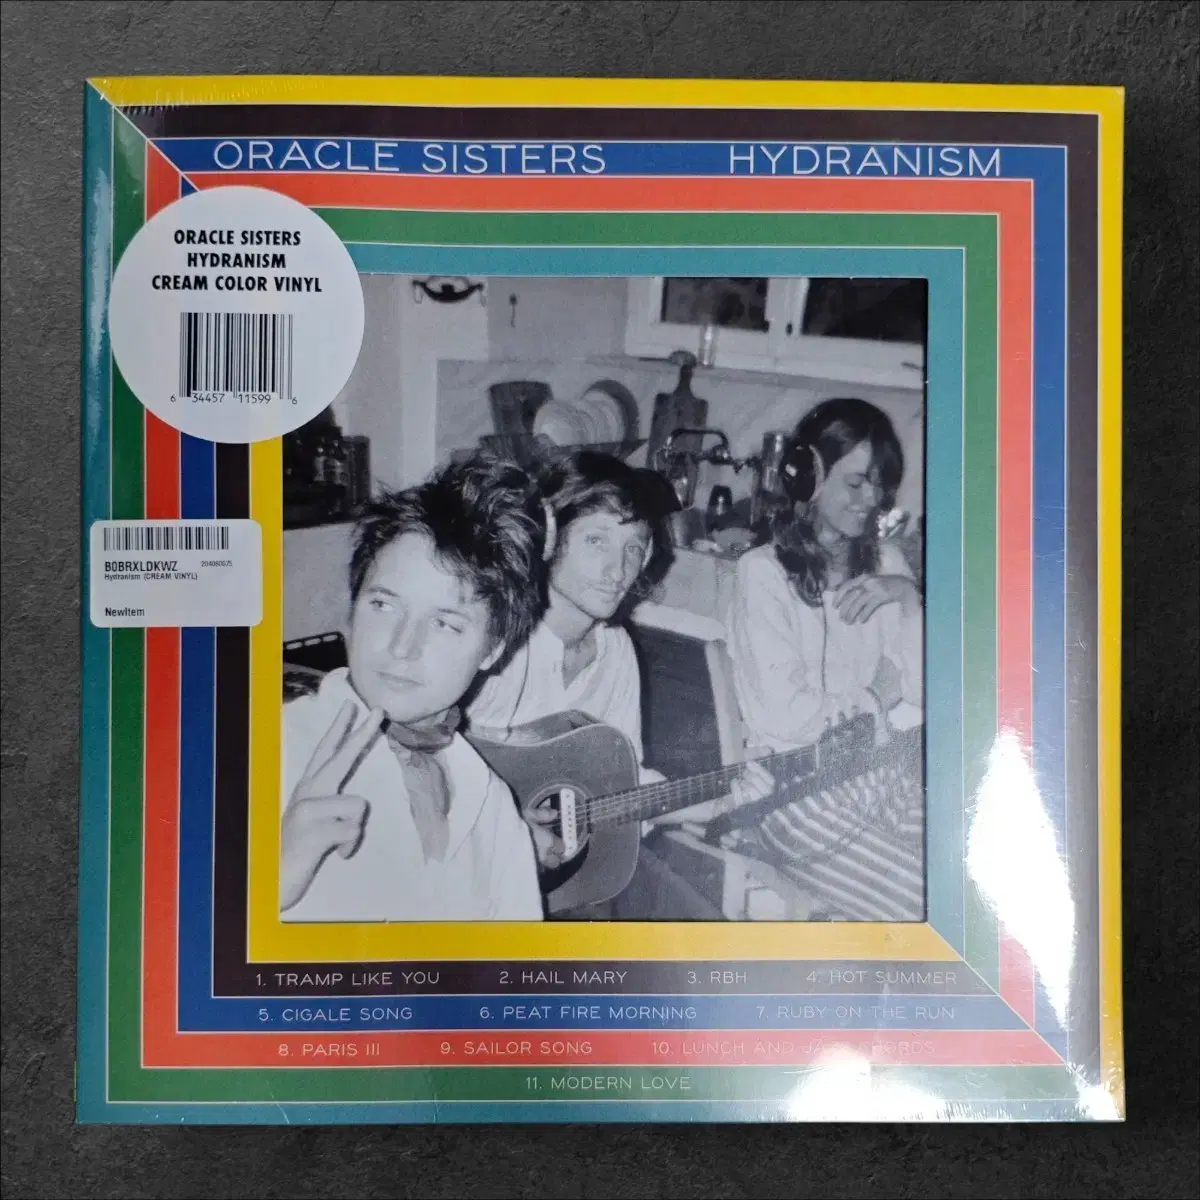 ORACLE SISTERS HYDRANISM
ORACLE SISTERS
HYDRANISM
CREAM COLOR VINYL
6 34457 11599 6
B0BRXLDKWZ
Hydranism (CREAM VINYL)
NewItem
1. TRAMP LIKE YOU 2. HAIL MARY 3. RBH 4. HOT SUMMER
5. CIGALE SONG 6. PEAT FIRE MORNING 7. RUBY ON THE RUN
8. PARIS III 9. SAILOR SONG 10. LUNCH AND JAZZ CHORDS
11. MODERN LOVE